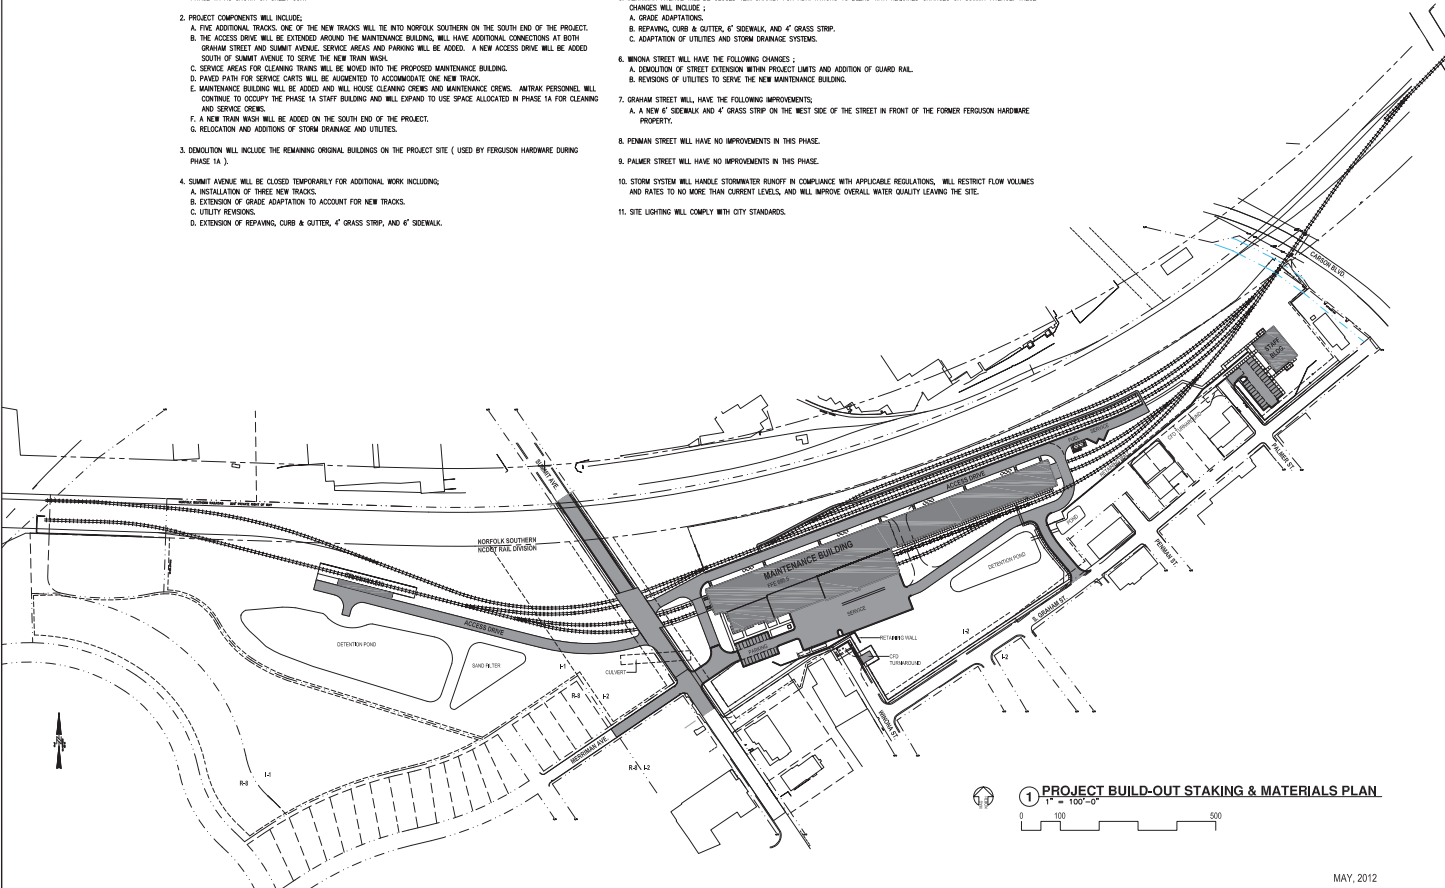 2. PROJECT COMPONENTS WILL INCLUDE;
A. FIVE ADDITIONAL TRACKS. ONE OF THE NEW TRACKS WILL TIE INTO NORFOLK SOUTHERN ON THE SOUTH END OF THE PROJECT.
B. THE ACCESS DRIVE WILL BE EXTENDED AROUND THE MAINTENANCE BUILDING, WILL HAVE ADDITIONAL CONNECTIONS AT BOTH
GRAHAM STREET AND SUMMIT AVENUE. SERVICE AREAS AND PARKING WILL BE ADDED. A NEW ACCESS DRIVE WILL BE ADDED
SOUTH OF SUMMIT AVENUE TO SERVE THE NEW TRAIN WASH.
C. SERVICE AREAS FOR CLEANING TRAINS WILL BE MOVED INTO THE PROPOSED MAINTENANCE BUILDING.
D. PAVED PATH FOR SERVICE CARTS WILL BE AUGMENTED TO ACCOMMODATE ONE NEW TRACK.
E. MAINTENANCE BUILDING WILL BE ADDED AND WILL HOUSE CLEANING CREWS AND MAINTENANCE CREWS. AMTRAK PERSONNEL WILL
CONTINUE TO OCCUPY THE PHASE 1A STAFF BUILDING AND WILL EXPAND TO USE SPACE ALLOCATED IN PHASE 1A FOR CLEANING
AND SERVICE CREWS.
F. A NEW TRAIN WASH WILL BE ADDED ON THE SOUTH END OF THE PROJECT.
G. RELOCATION AND ADDITIONS OF STORM DRAINAGE AND UTILITIES.
3. DEMOLITION WILL INCLUDE THE REMAINING ORIGINAL BUILDINGS ON THE PROJECT SITE ( USED BY FERGUSON HARDWARE DURING
PHASE 1A ).
4. SUMMIT AVENUE WILL BE CLOSED TEMPORARILY FOR ADDITIONAL WORK INCLUDING;
A. INSTALLATION OF THREE NEW TRACKS.
B. EXTENSION OF GRADE ADAPTATION TO ACCOUNT FOR NEW TRACKS.
C. UTILITY REVISIONS.
D. EXTENSION OF REPAVING, CURB & GUTTER, 4' GRASS STRIP, AND 6' SIDEWALK.
CHANGES WILL INCLUDE ;
A. GRADE ADAPTATIONS.
B. REPAVING, CURB & GUTTER, 6' SIDEWALK, AND 4' GRASS STRIP.
C. ADAPTATION OF UTILITIES AND STORM DRAINAGE SYSTEMS.
6. WINONA STREET WILL HAVE THE FOLLOWING CHANGES ;
A. DEMOLITION OF STREET EXTENSION WITHIN PROJECT LIMITS AND ADDITION OF GUARD RAIL.
B. REVISIONS OF UTILITIES TO SERVE THE NEW MAINTENANCE BUILDING.
7. GRAHAM STREET WILL, HAVE THE FOLLOWING IMPROVEMENTS;
A. A NEW 6' SIDEWALK AND 4' GRASS STRIP ON THE WEST SIDE OF THE STREET IN FRONT OF THE FORMER FERGUSON HARDWARE
PROPERTY.
8. PENMAN STREET WILL HAVE NO IMPROVEMENTS IN THIS PHASE.
9. PALMER STREET WILL HAVE NO IMPROVEMENTS IN THIS PHASE.
10. STORM SYSTEM WILL HANDLE STORMWATER RUNOFF IN COMPLIANCE WITH APPLICABLE REGULATIONS, WILL RESTRICT FLOW VOLUMES
AND RATES TO NO MORE THAN CURRENT LEVELS, AND WILL IMPROVE OVERALL WATER QUALITY LEAVING THE SITE.
11. SITE LIGHTING WILL COMPLY WITH CITY STANDARDS.
CARSON BLVD.
STAFF
BLDG.
CFD TURNAROUND
PALMER ST.
FUEL
SERVICE
ACCESS DRIVE
SUMMIT AVE.
NORFOLK SOUTHERN
NCDOT RAIL DIVISION
MAINTENANCE BUILDING
POND
PENMAN ST.
DETENTION POND
S. GRAHAM ST.
SERVICE
ACCESS DRIVE
DETENTION POND
SAND FILTER
CULVERT
PARKING
RETAINING WALL
CFD
TURNAROUND
I-2
I-2
I-1
R-8
I-2
WINONA ST.
MERRIMAN AVE.
R-8
I-2
R-8
I-1
1
PROJECT BUILD-OUT STAKING & MATERIALS PLAN
1" = 100'-0"
0 100 500
MAY, 2012